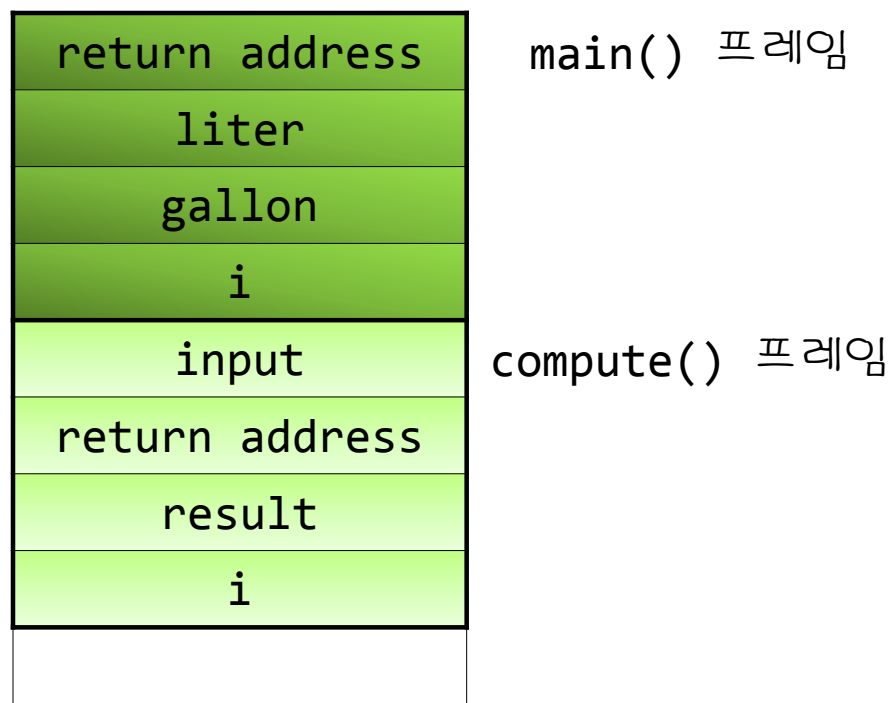 return address main() 프레임
liter
gallon
i
input compute() 프레임
return address
result
i